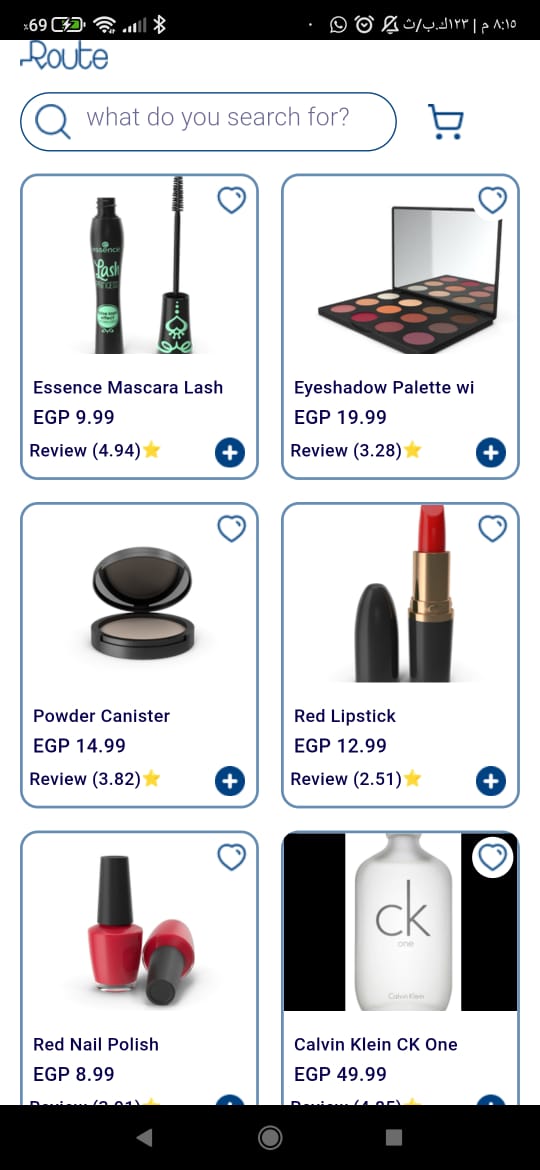 ٪69
م ٨:١٥ | ١٢٣ك.ب/ث
Route
what do you search for?
essence
Lash
PRINCESS
false lash
effect
Essence Mascara Lash
EGP 9.99
Review (4.94)⭐
Eyeshadow Palette wi
EGP 19.99
Review (3.28)⭐
Powder Canister
EGP 14.99
Review (3.82)⭐
Red Lipstick
EGP 12.99
Review (2.51)⭐
Red Nail Polish
EGP 8.99
ck
one
Calvin Klein
Calvin Klein CK One
EGP 49.99